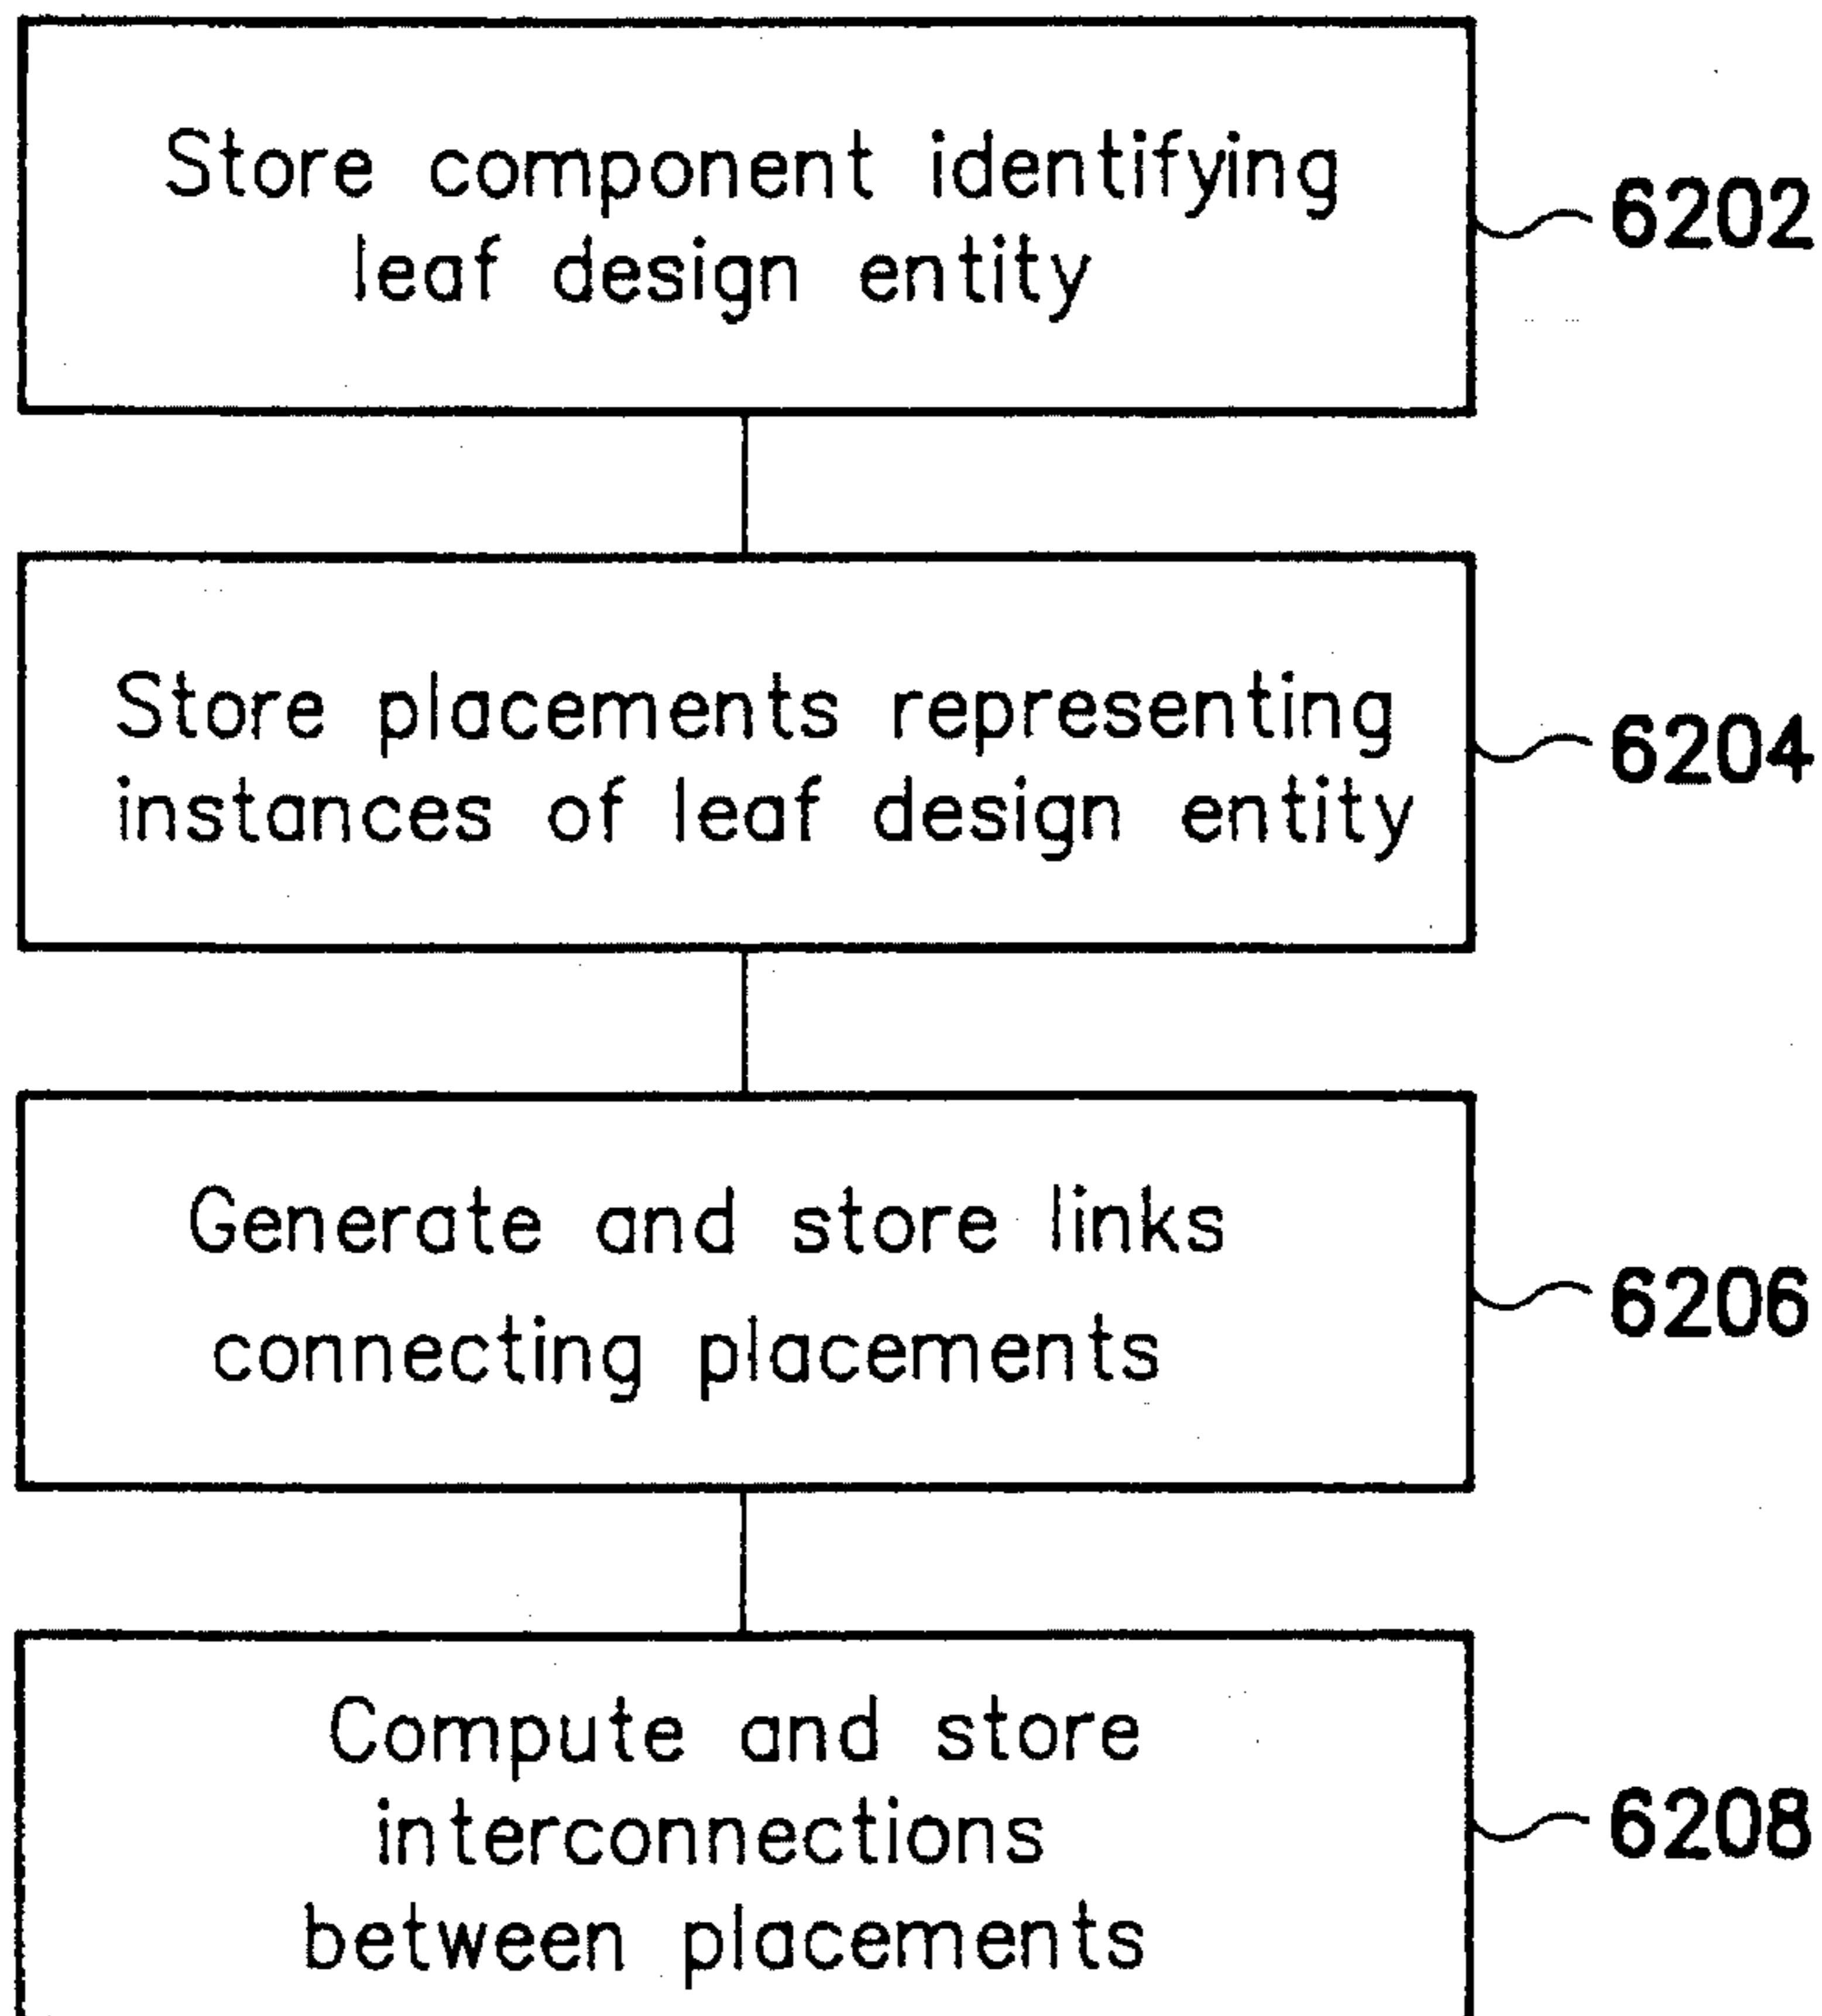 Store component identifying
leaf design entity
6202
Store placements representing
instances of leaf design entity
6204
Generate and store links
connecting placements
6206
Compute and store
interconnections
between placements
6208